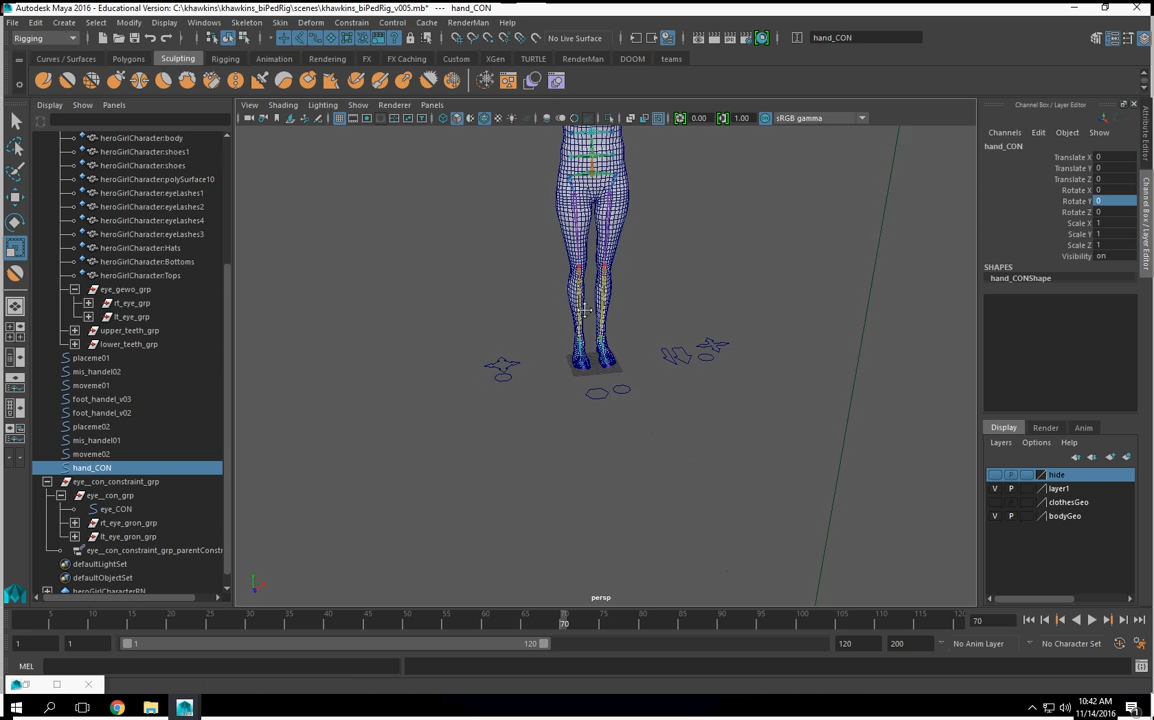 Autodesk Maya 2016 - Educational Version: C:\khawkins\khawkins_biPedRig\scenes\khawkins_biPedRig_v005.mb* --- hand_CON
File Edit Create Select Modify Display Windows Skeleton Skin Deform Constrain Control Cache RenderMan Help
Rigging No Live Surface hand_CON
Curves / Surfaces Polygons Sculpting Rigging Animation Rendering FX FX Caching Custom XGen TURTLE RenderMan DOOM teams
Display Show Panels
View Shading Lighting Show Renderer Panels
0.00 1.00 sRGB gamma
Channel Box / Layer Editor
Channels Edit Object Show
hand_CON
Translate X 0
Translate Y 0
Translate Z 0
Rotate X 0
Rotate Y 0
Rotate Z 0
Scale X 1
Scale Y 1
Scale Z 1
Visibility on
SHAPES
hand_CONShape
Attribute Editor
Channel Box / Layer Editor
heroGirlCharacter:body
heroGirlCharacter:shoes1
heroGirlCharacter:shoes
heroGirlCharacter:polySurface10
heroGirlCharacter:eyeLashes1
heroGirlCharacter:eyeLashes2
heroGirlCharacter:eyeLashes4
heroGirlCharacter:eyeLashes3
heroGirlCharacter:Hats
heroGirlCharacter:Bottoms
heroGirlCharacter:Tops
eye_gewo_grp
rt_eye_grp
lt_eye_grp
upper_teeth_grp
lower_teeth_grp
placeme01
mis_handel02
moveme01
foot_handel_v03
foot_handel_v02
placeme02
mis_handel01
moveme02
hand_CON
eye__con_constraint_grp
eye__con_grp
eye_CON
rt_eye_gron_grp
lt_eye_gron_grp
eye__con_constraint_grp_parentConstr
defaultLightSet
defaultObjectSet
heroGirlCharacterRN
persp
Display Render Anim
Layers Options Help
hide
V P layer1
clothesGeo
V P bodyGeo
5 10 15 20 25 30 35 40 45 50 55 60 65 70 75 80 85 90 95 100 105 110 115 120
70 70
1 1 1 120 120 200 No Anim Layer No Character Set
MEL
10:42 AM
11/14/2016